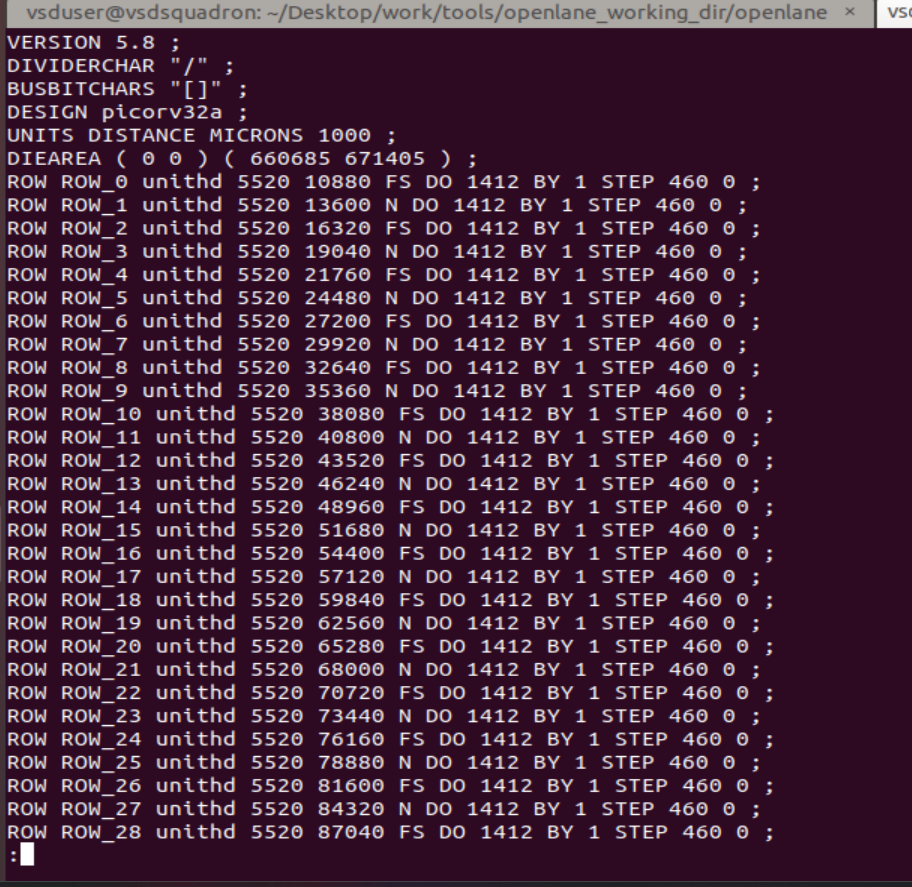 vsduser@vsdsquadron: ~/Desktop/work/tools/openlane_working_dir/openlane ×
VERSION 5.8 ;
DIVIDERCHAR "/" ;
BUSBITCHARS "[]" ;
DESIGN picorv32a ;
UNITS DISTANCE MICRONS 1000 ;
DIEAREA ( 0 0 ) ( 660685 671405 ) ;
ROW ROW_0 unithd 5520 10880 FS DO 1412 BY 1 STEP 460 0 ;
ROW ROW_1 unithd 5520 13600 N DO 1412 BY 1 STEP 460 0 ;
ROW ROW_2 unithd 5520 16320 FS DO 1412 BY 1 STEP 460 0 ;
ROW ROW_3 unithd 5520 19040 N DO 1412 BY 1 STEP 460 0 ;
ROW ROW_4 unithd 5520 21760 FS DO 1412 BY 1 STEP 460 0 ;
ROW ROW_5 unithd 5520 24480 N DO 1412 BY 1 STEP 460 0 ;
ROW ROW_6 unithd 5520 27200 FS DO 1412 BY 1 STEP 460 0 ;
ROW ROW_7 unithd 5520 29920 N DO 1412 BY 1 STEP 460 0 ;
ROW ROW_8 unithd 5520 32640 FS DO 1412 BY 1 STEP 460 0 ;
ROW ROW_9 unithd 5520 35360 N DO 1412 BY 1 STEP 460 0 ;
ROW ROW_10 unithd 5520 38080 FS DO 1412 BY 1 STEP 460 0 ;
ROW ROW_11 unithd 5520 40800 N DO 1412 BY 1 STEP 460 0 ;
ROW ROW_12 unithd 5520 43520 FS DO 1412 BY 1 STEP 460 0 ;
ROW ROW_13 unithd 5520 46240 N DO 1412 BY 1 STEP 460 0 ;
ROW ROW_14 unithd 5520 48960 FS DO 1412 BY 1 STEP 460 0 ;
ROW ROW_15 unithd 5520 51680 N DO 1412 BY 1 STEP 460 0 ;
ROW ROW_16 unithd 5520 54400 FS DO 1412 BY 1 STEP 460 0 ;
ROW ROW_17 unithd 5520 57120 N DO 1412 BY 1 STEP 460 0 ;
ROW ROW_18 unithd 5520 59840 FS DO 1412 BY 1 STEP 460 0 ;
ROW ROW_19 unithd 5520 62560 N DO 1412 BY 1 STEP 460 0 ;
ROW ROW_20 unithd 5520 65280 FS DO 1412 BY 1 STEP 460 0 ;
ROW ROW_21 unithd 5520 68000 N DO 1412 BY 1 STEP 460 0 ;
ROW ROW_22 unithd 5520 70720 FS DO 1412 BY 1 STEP 460 0 ;
ROW ROW_23 unithd 5520 73440 N DO 1412 BY 1 STEP 460 0 ;
ROW ROW_24 unithd 5520 76160 FS DO 1412 BY 1 STEP 460 0 ;
ROW ROW_25 unithd 5520 78880 N DO 1412 BY 1 STEP 460 0 ;
ROW ROW_26 unithd 5520 81600 FS DO 1412 BY 1 STEP 460 0 ;
ROW ROW_27 unithd 5520 84320 N DO 1412 BY 1 STEP 460 0 ;
ROW ROW_28 unithd 5520 87040 FS DO 1412 BY 1 STEP 460 0 ;
: